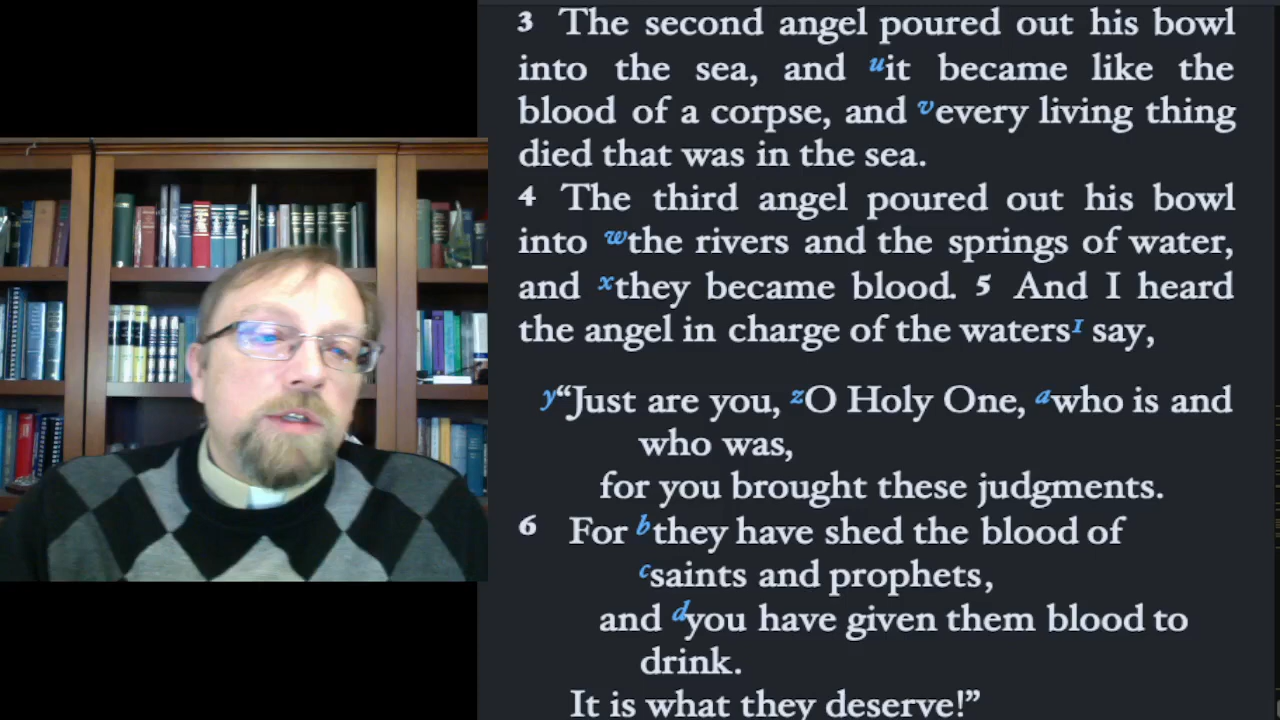 3 The second angel poured out his bowl
into the sea, and uit became like the
blood of a corpse, and vevery living thing
died that was in the sea.
4 The third angel poured out his bowl
into wthe rivers and the springs of water,
and xthey became blood. 5 And I heard
the angel in charge of the waters1 say,
y“Just are you, zO Holy One, awho is and
who was,
for you brought these judgments.
6 For bthey have shed the blood of
csaints and prophets,
and dyou have given them blood to
drink.
It is what they deserve!”